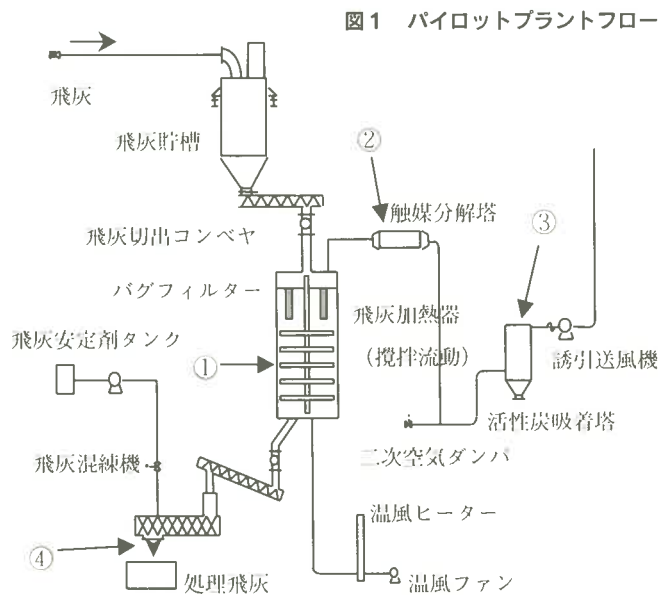 図1 パイロットプラントフロー
飛灰
飛灰貯槽
②
触媒分解塔
③
飛灰切出コンベヤ
バグフィルター
飛灰加熱器
(攪拌流動)
飛灰安定剤タンク
①
誘引送風機
活性炭吸着塔
二次空気ダンパ
飛灰混練機
温風ヒーター
④
処理飛灰
温風ファン